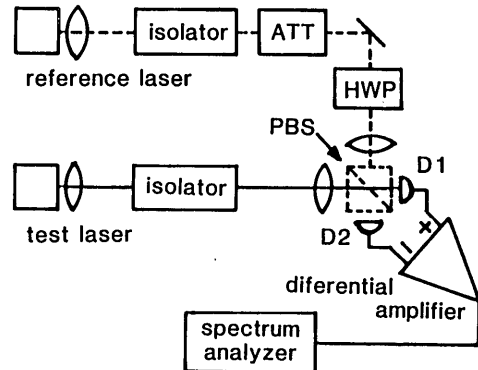 isolator
ATT
reference laser
HWP
PBS
D1
isolator
test laser
D2
+
−
diferential
amplifier
spectrum
analyzer